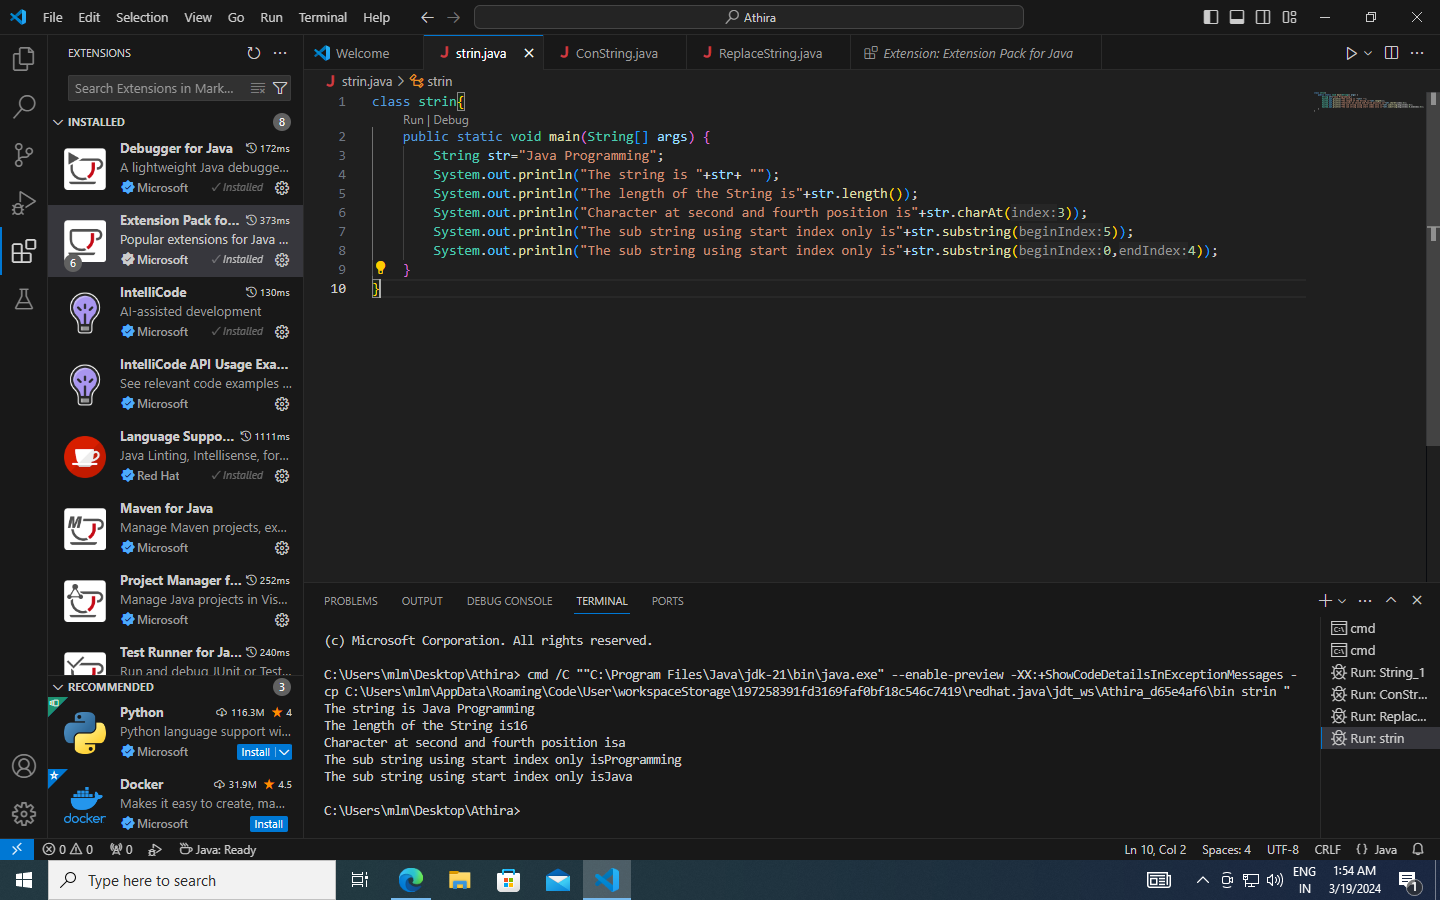 File Edit Selection View Go Run Terminal Help
Athira
EXTENSIONS
Search Extensions in Mark...
INSTALLED 8
Debugger for Java 172ms
A lightweight Java debugge...
Microsoft Installed
Extension Pack fo... 373ms
Popular extensions for Java ...
Microsoft Installed
6
IntelliCode 130ms
AI-assisted development
Microsoft Installed
IntelliCode API Usage Exa...
See relevant code examples ...
Microsoft
Language Suppo... 1111ms
Java Linting, Intellisense, for...
Red Hat Installed
Maven for Java
Manage Maven projects, ex...
Microsoft
Project Manager f... 252ms
Manage Java projects in Vis...
Microsoft
Test Runner for Ja... 240ms
Run and debug JUnit or Test...
RECOMMENDED 3
Python 116.3M 4
Python language support wi...
Microsoft Install
Docker 31.9M 4.5
Makes it easy to create, ma...
docker
Microsoft Install
Welcome strin.java ConString.java ReplaceString.java Extension: Extension Pack for Java
strin.java > strin
1 class strin{
Run | Debug
2 public static void main(String[] args) {
3 String str="Java Programming";
4 System.out.println("The string is "+str+ "");
5 System.out.println("The length of the String is"+str.length());
6 System.out.println("Character at second and fourth position is"+str.charAt(index:3));
7 System.out.println("The sub string using start index only is"+str.substring(beginIndex:5));
8 System.out.println("The sub string using start index only is"+str.substring(beginIndex:0,endIndex:4));
9 }
10 }
PROBLEMS OUTPUT DEBUG CONSOLE TERMINAL PORTS
(c) Microsoft Corporation. All rights reserved.
C:\Users\mlm\Desktop\Athira> cmd /C ""C:\Program Files\Java\jdk-21\bin\java.exe" --enable-preview -XX:+ShowCodeDetailsInExceptionMessages -
cp C:\Users\mlm\AppData\Roaming\Code\User\workspaceStorage\197258391fd3169faf0bf18c546c7419\redhat.java\jdt_ws\Athira_d65e4af6\bin strin "
The string is Java Programming
The length of the String is16
Character at second and fourth position isa
The sub string using start index only isProgramming
The sub string using start index only isJava
C:\Users\mlm\Desktop\Athira>
cmd
cmd
Run: String_1
Run: ConStr...
Run: Replac...
Run: strin
0 0 0 Java: Ready Ln 10, Col 2 Spaces: 4 UTF-8 CRLF {} Java
Type here to search
ENG
IN
1:54 AM
3/19/2024
1